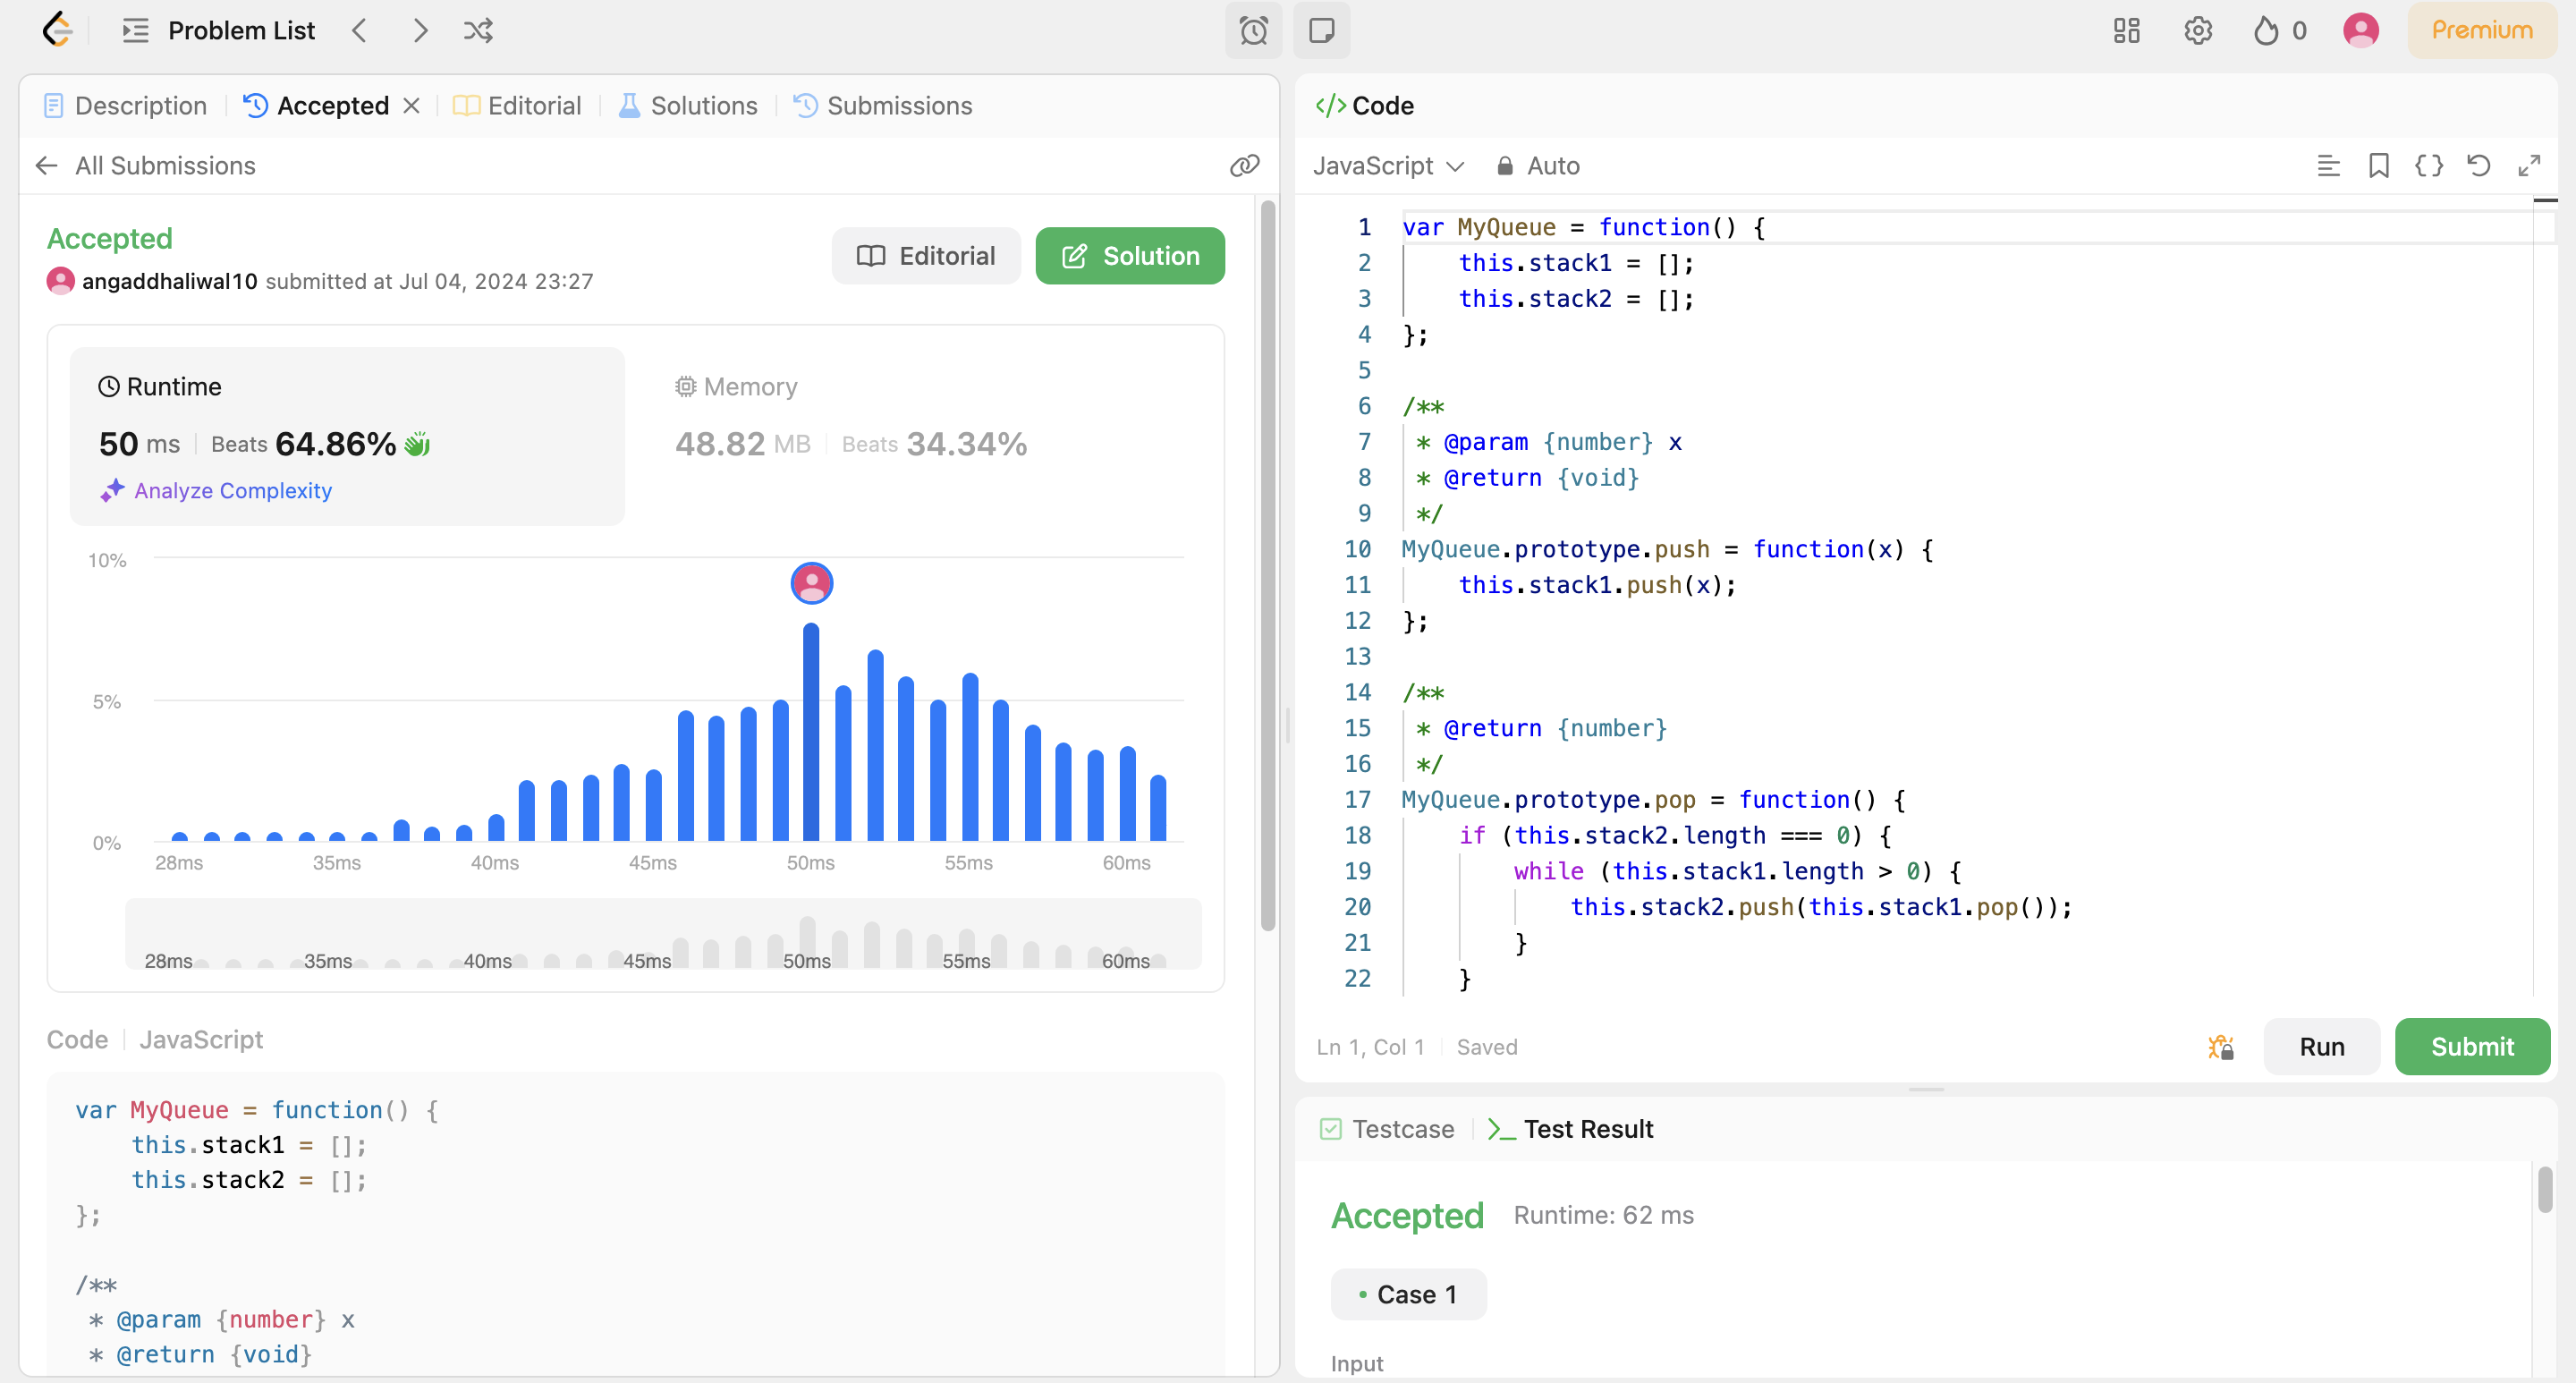 Problem List
0
Premium
Description
Accepted
Editorial
Solutions
Submissions
All Submissions
Accepted
angaddhaliwal10 submitted at Jul 04, 2024 23:27
Editorial
Solution
Runtime
50 ms
Beats 64.86%
Analyze Complexity
Memory
48.82 MB
Beats 34.34%
10%
5%
0%
28ms 35ms 40ms 45ms 50ms 55ms 60ms
28ms 35ms 40ms 45ms 50ms 55ms 60ms
Code
JavaScript
var MyQueue = function() {
    this.stack1 = [];
    this.stack2 = [];
};
/**
 * @param {number} x
 * @return {void}
</> Code
JavaScript
Auto
1 var MyQueue = function() {
2     this.stack1 = [];
3     this.stack2 = [];
4 };
5
6 /**
7  * @param {number} x
8  * @return {void}
9  */
10 MyQueue.prototype.push = function(x) {
11     this.stack1.push(x);
12 };
13
14 /**
15  * @return {number}
16  */
17 MyQueue.prototype.pop = function() {
18     if (this.stack2.length === 0) {
19         while (this.stack1.length > 0) {
20             this.stack2.push(this.stack1.pop());
21         }
22     }
Ln 1, Col 1
Saved
Run
Submit
Testcase
>_ Test Result
Accepted
Runtime: 62 ms
• Case 1
Input